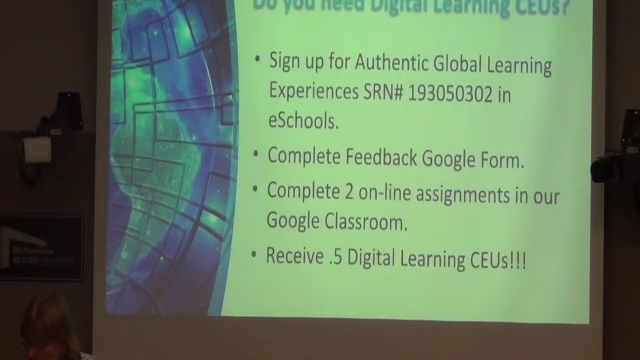 Do you need Digital Learning CEUs?
• Sign up for Authentic Global Learning
Experiences SRN# 193050302 in
eSchools.
• Complete Feedback Google Form.
• Complete 2 on-line assignments in our
Google Classroom.
• Receive .5 Digital Learning CEUs!!!